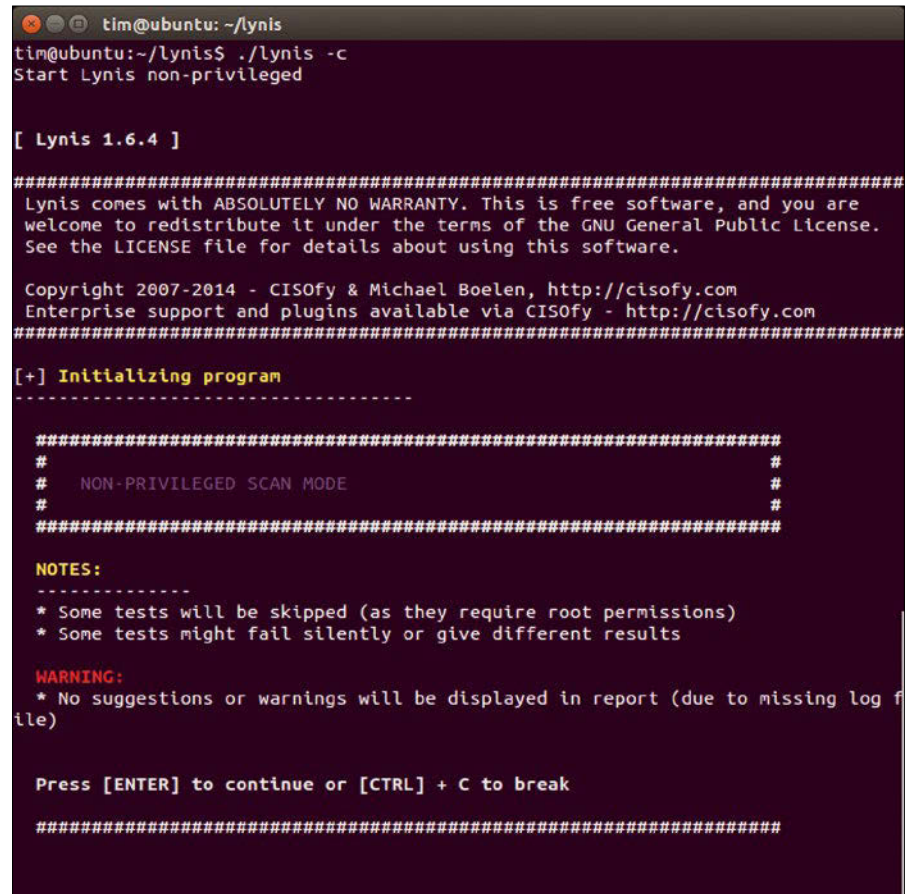 tim@ubuntu: ~/lynis
tim@ubuntu:~/lynis$ ./lynis -c
Start Lynis non-privileged
[ Lynis 1.6.4 ]
################################################################################
Lynis comes with ABSOLUTELY NO WARRANTY. This is free software, and you are
welcome to redistribute it under the terms of the GNU General Public License.
See the LICENSE file for details about using this software.
Copyright 2007-2014 - CISOfy & Michael Boelen, http://cisofy.com
Enterprise support and plugins available via CISOfy - http://cisofy.com
################################################################################
[+] Initializing program
------------------------------------
###################################################################
# #
# NON-PRIVILEGED SCAN MODE #
# #
###################################################################
NOTES:
--------------
* Some tests will be skipped (as they require root permissions)
* Some tests might fail silently or give different results
WARNING:
* No suggestions or warnings will be displayed in report (due to missing log f
ile)
Press [ENTER] to continue or [CTRL] + C to break
###################################################################